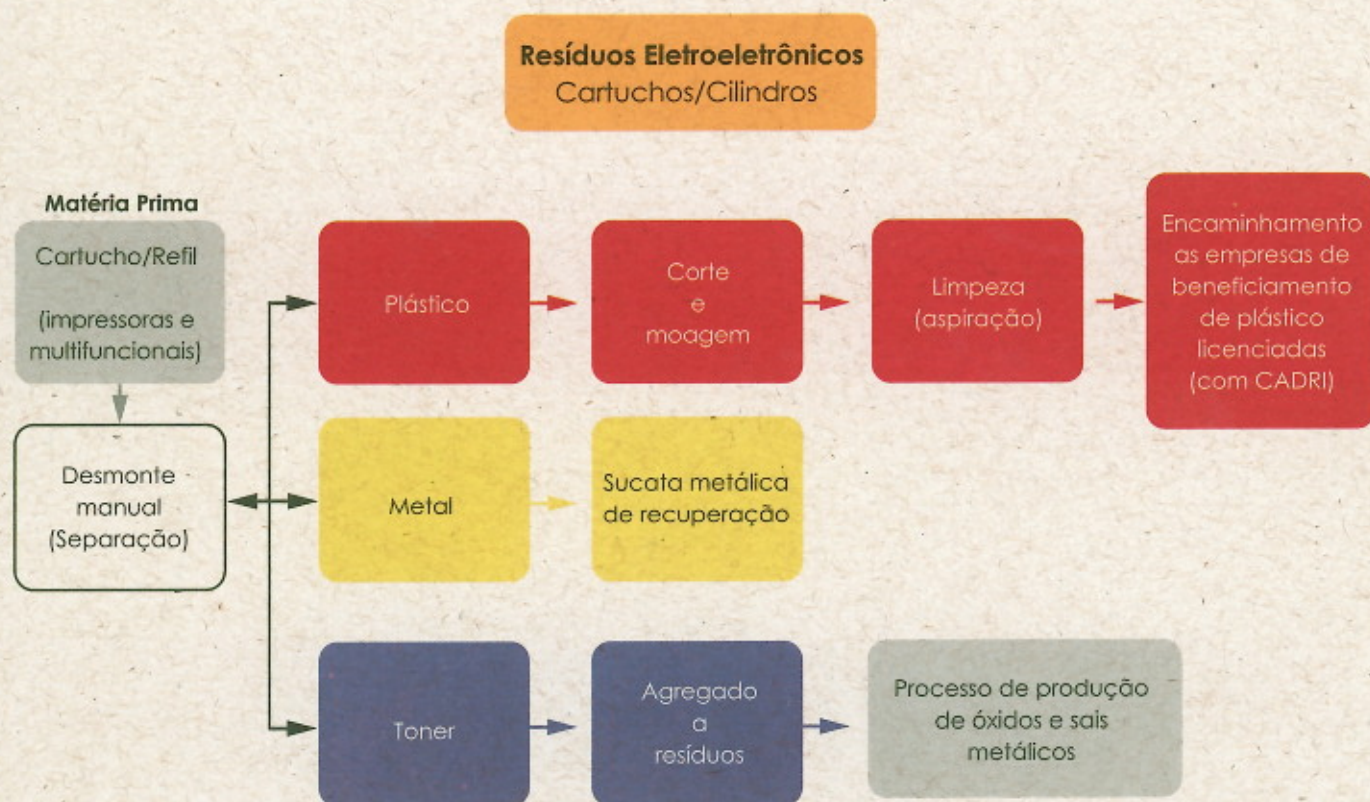 Resíduos Eletroeletrônicos
Cartuchos/Cilindros
Matéria Prima
Cartucho/Refil
(impressoras e
multifuncionais)
Desmonte
manual
(Separação)
Plástico
Corte
e
moagem
Limpeza
(aspiração)
Encaminhamento
as empresas de
beneficiamento
de plástico
licenciadas
(com CADRI)
Metal
Sucata metálica
de recuperação
Toner
Agregado
a
resíduos
Processo de produção
de óxidos e sais
metálicos